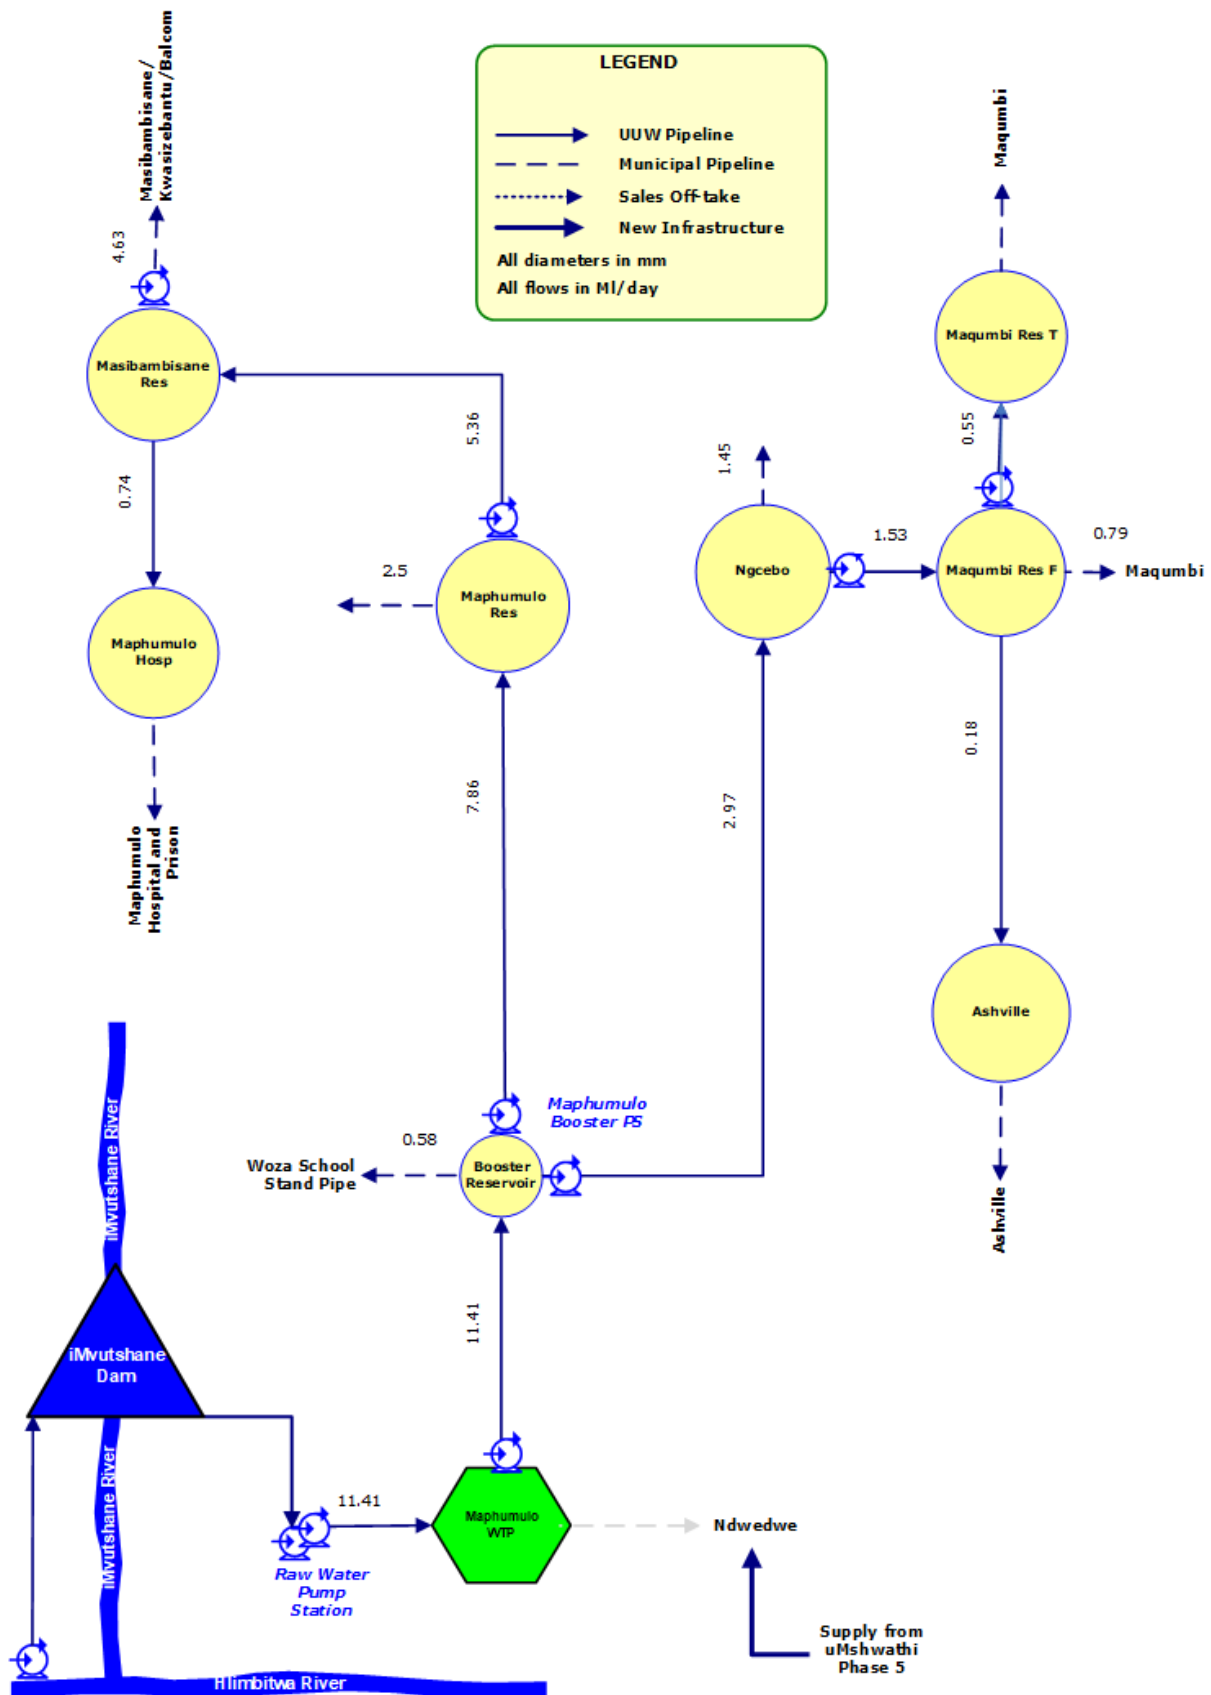 LEGEND
UUW Pipeline
Municipal Pipeline
Sales Off-take
New Infrastructure
All diameters in mm
All flows in Ml/day
Masibambisane/
Kwasizebantu/Balcom
4.63
Masibambisane
Res
0.74
Maphumulo
Hosp
Maphumulo
Hospital and
Prison
5.36
2.5
Maphumulo
Res
7.86
Maphumulo
Booster PS
0.58
Woza School
Stand Pipe
Booster
Reservoir
11.41
1.45
Ngcebo
2.97
1.53
Maqumbi
Maqumbi Res T
0.55
Maqumbi Res F
0.79
Maqumbi
0.18
Ashville
Ashville
iMvutshane River
iMvutshane
Dam
iMvutshane River
11.41
Raw Water
Pump
Station
Maphumulo
WTP
Ndwedwe
Supply from
uMshwathi
Phase 5
Hlimbitwa River